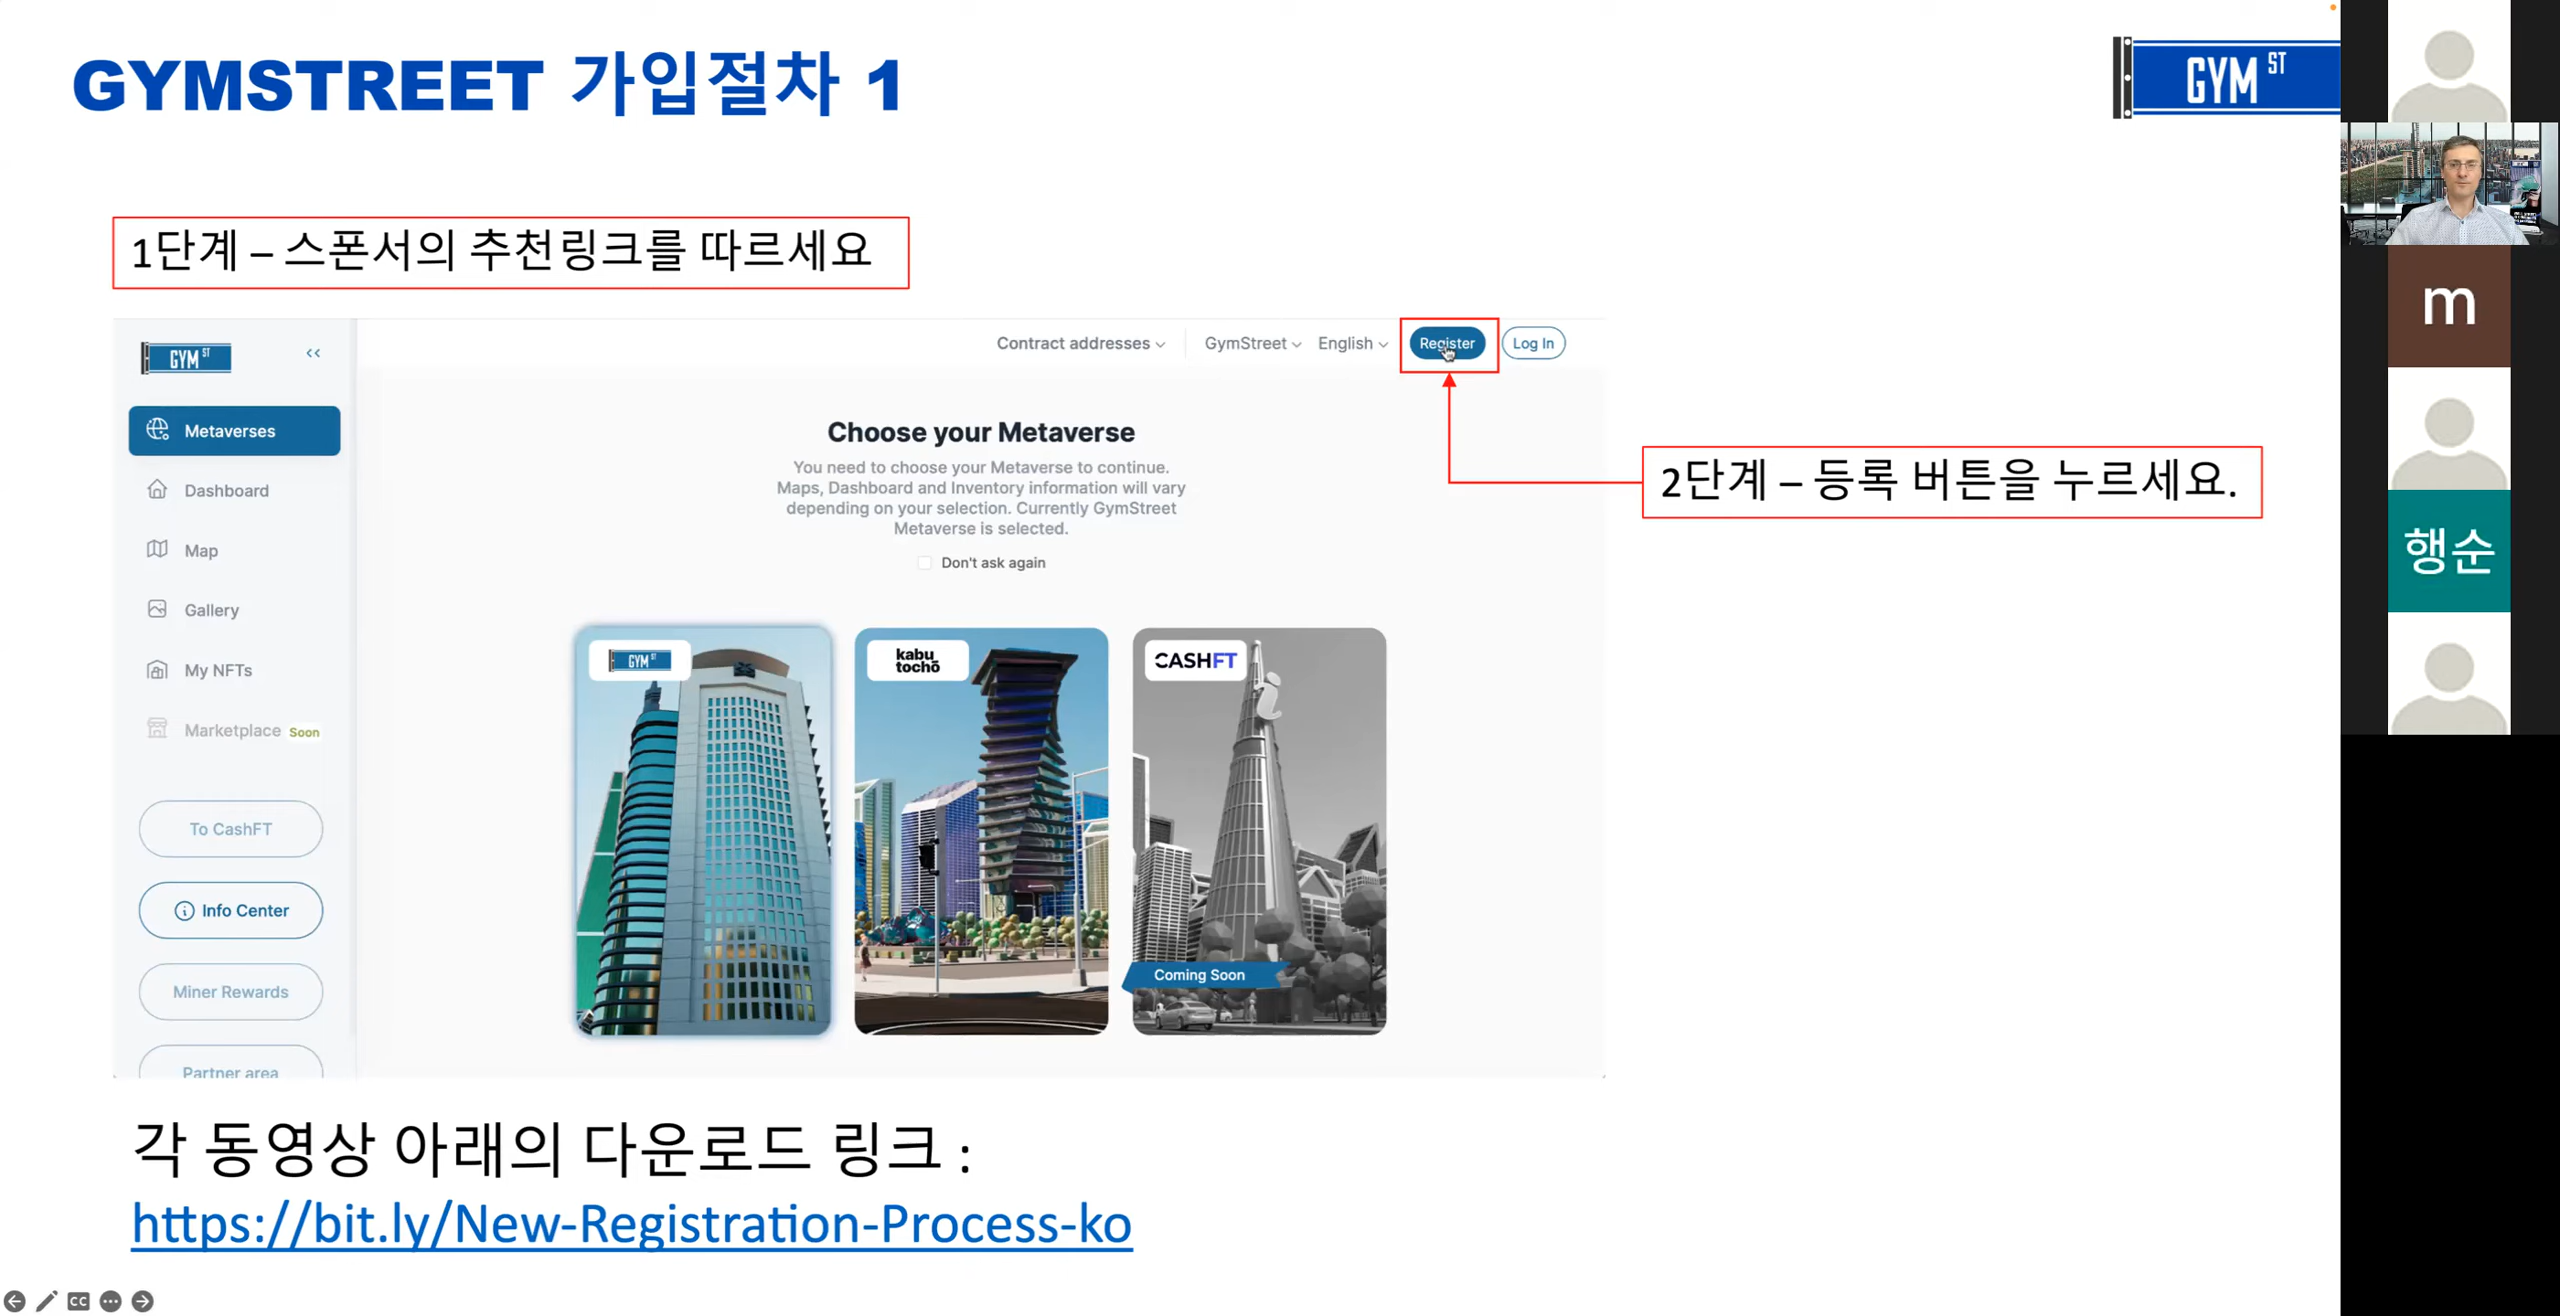 GYMSTREET 가입절차 1
GYM ST
1단계 – 스폰서의 추천링크를 따르세요
GYM ST
<<
Contract addresses
GymStreet
English
Register
Log In
Metaverses
Dashboard
Map
Gallery
My NFTs
Marketplace Soon
To CashFT
Info Center
Miner Rewards
Partner area
Choose your Metaverse
You need to choose your Metaverse to continue.
Maps, Dashboard and Inventory information will vary
depending on your selection. Currently GymStreet
Metaverse is selected.
Don't ask again
GYM ST
kabu
tochō
CASHFT
Coming Soon
2단계 – 등록 버튼을 누르세요.
각 동영상 아래의 다운로드 링크 :
https://bit.ly/New-Registration-Process-ko
CC
m
행순